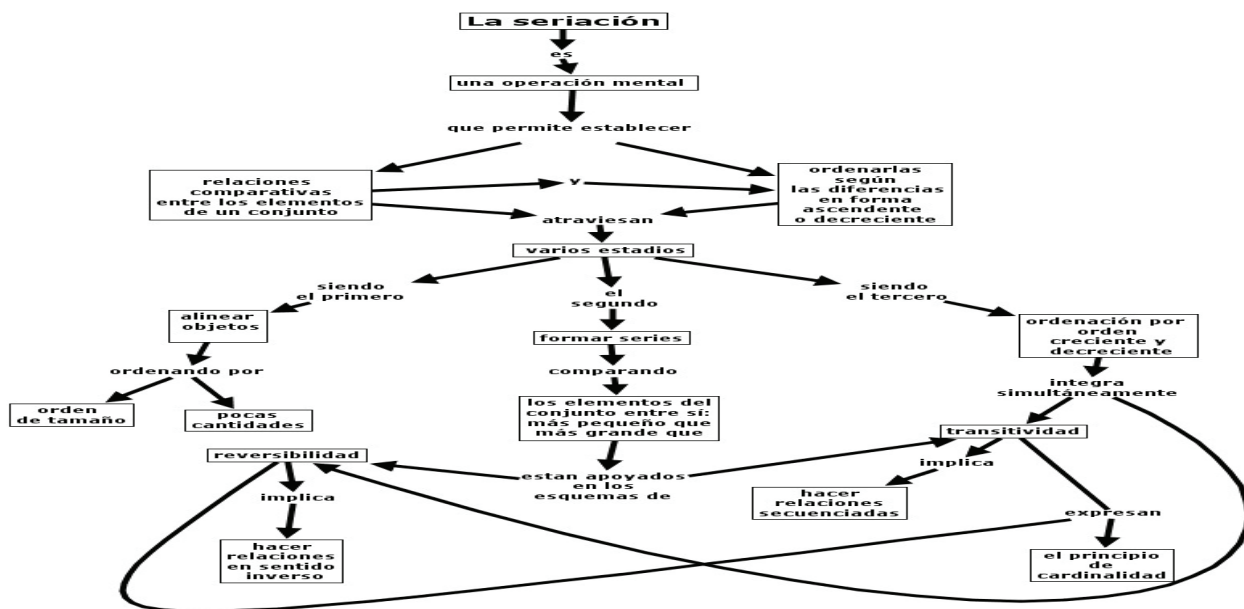 La seriación
es
una operación mental
que permite establecer
relaciones
comparativas
entre los elementos
de un conjunto
y
ordenarlas
según
las diferencias
en forma
ascendente
o decreciente
atraviesan
varios estadios
siendo
el primero
el
segundo
siendo
el tercero
alinear
objetos
formar series
ordenación por
orden
creciente y
decreciente
ordenando por
comparando
integra
simultáneamente
orden
de tamaño
pocas
cantidades
los elementos del
conjunto entre sí:
más pequeño que
más grande que
transitividad
reversibilidad
estan apoyados
en los
esquemas de
implica
implica
hacer
relaciones
secuenciadas
expresan
hacer
relaciones
en sentido
inverso
el principio
de
cardinalidad